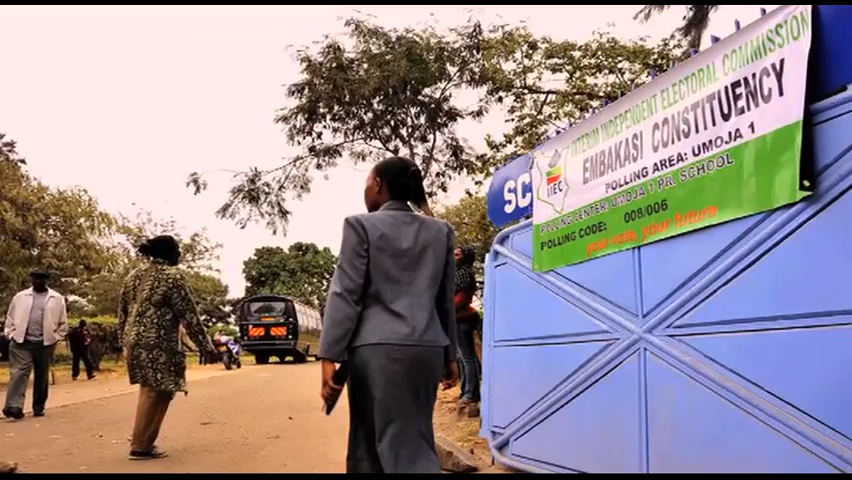 INTERIM INDEPENDENT ELECTORAL COMMISSION
EMBAKASI CONSTITUENCY
POLLING AREA: UMOJA 1
IIEC
POLLING CENTER: UMOJA 1 PR. SCHOOL
POLLING CODE: 008/006
your vote, your future
SC